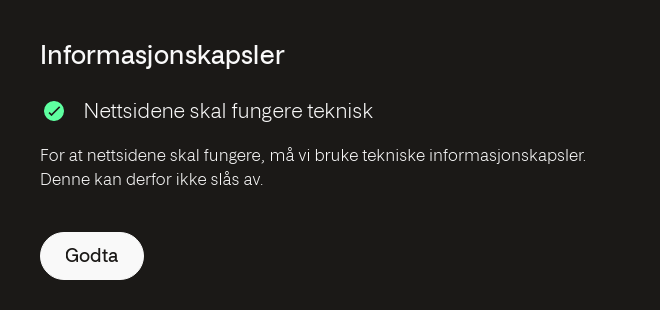 Informasjonskapsler
Nettsidene skal fungere teknisk
For at nettsidene skal fungere, må vi bruke tekniske informasjonskapsler.
Denne kan derfor ikke slås av.
Godta